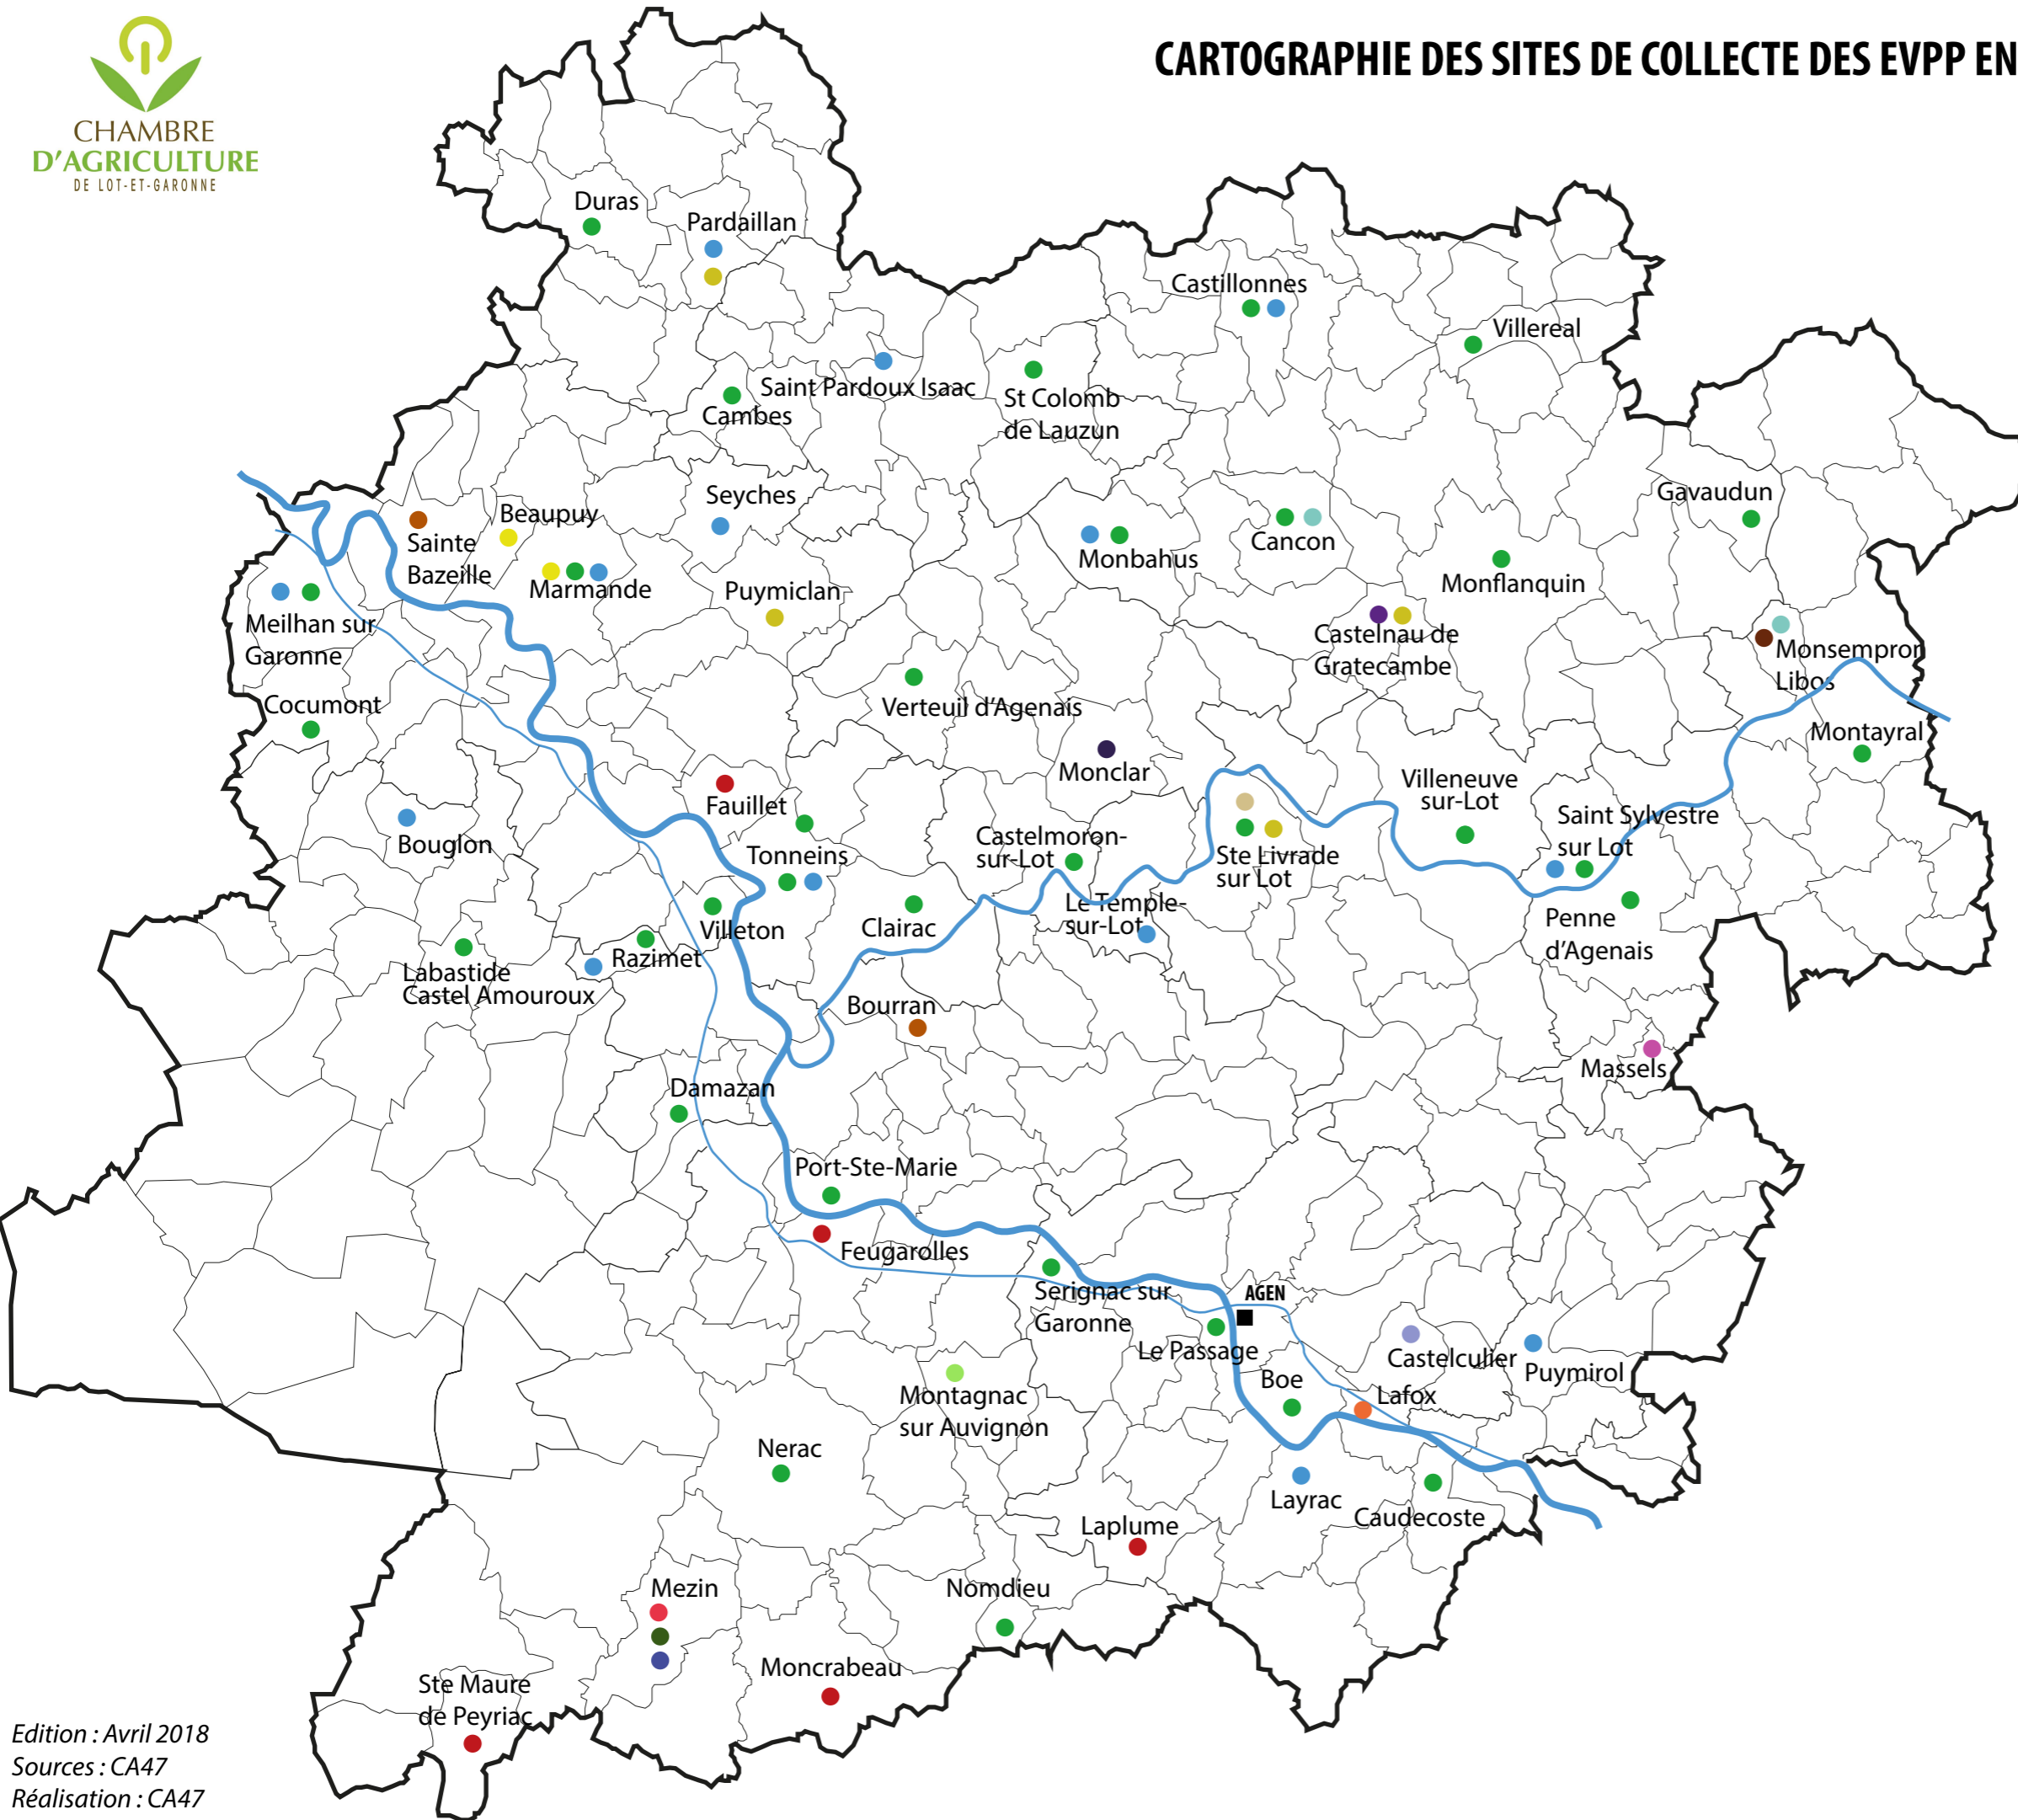 CARTOGRAPHIE DES SITES DE COLLECTE DES EVPP EN
CHAMBRE
D'AGRICULTURE
DE LOT-ET-GARONNE
Duras
Pardaillan
Castillonnes
Villereal
Saint Pardoux Isaac
Cambes
St Colomb
de Lauzun
Seyches
Gavaudun
Beaupuy
Sainte
Bazeille
Cancon
Monbahus
Monflanquin
Marmande
Puymiclan
Meilhan sur
Garonne
Castelnau de
Gratecambe
Monsempron
Libos
Cocumont
Verteuil d'Agenais
Montayral
Monclar
Villeneuve
sur-Lot
Fauillet
Saint Sylvestre
sur Lot
Bouglon
Tonneins
Castelmoron-
sur-Lot
Ste Livrade
sur Lot
Le Temple-
sur-Lot
Villeton
Clairac
Penne
d'Agenais
Razimet
Labastide
Castel Amouroux
Bourran
Massels
Damazan
Port-Ste-Marie
Feugarolles
Serignac sur
Garonne
AGEN
Le Passage
Castelculier
Puymirol
Boe
Lafox
Montagnac
sur Auvignon
Nerac
Layrac
Caudecoste
Laplume
Mezin
Nomdieu
Moncrabeau
Ste Maure
de Peyriac
Edition : Avril 2018
Sources : CA47
Réalisation : CA47